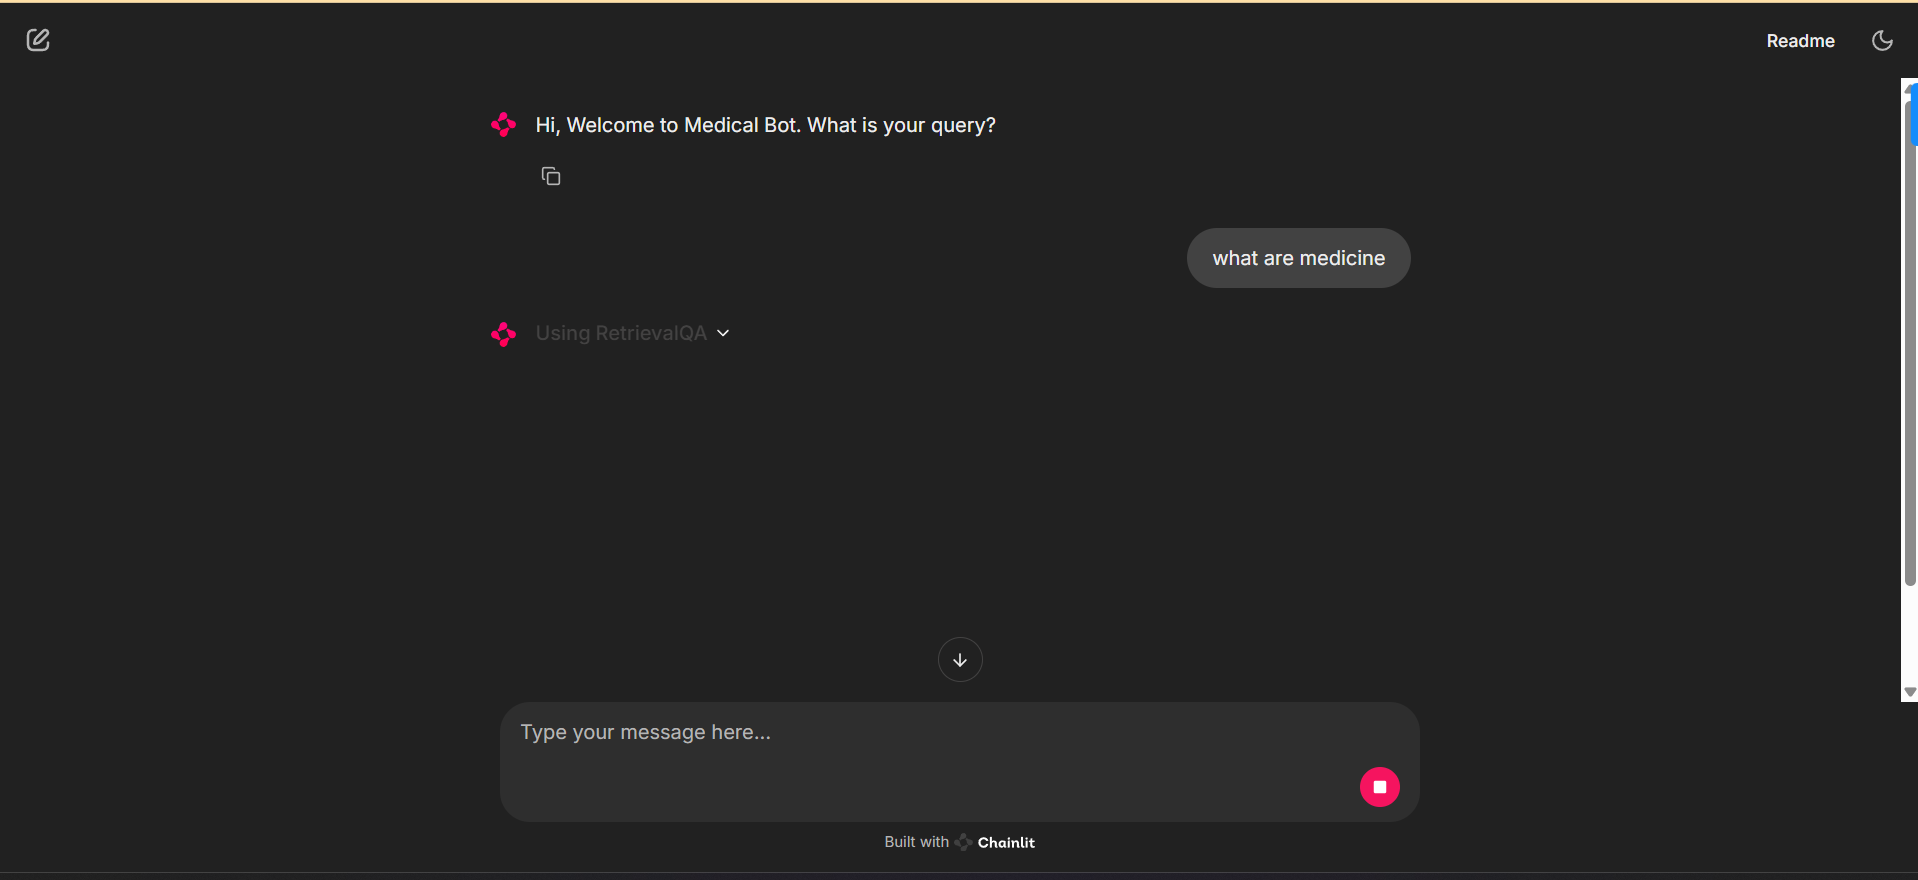 Readme
Hi, Welcome to Medical Bot. What is your query?
what are medicine
Using RetrievalQA
Type your message here...
Built with Chainlit